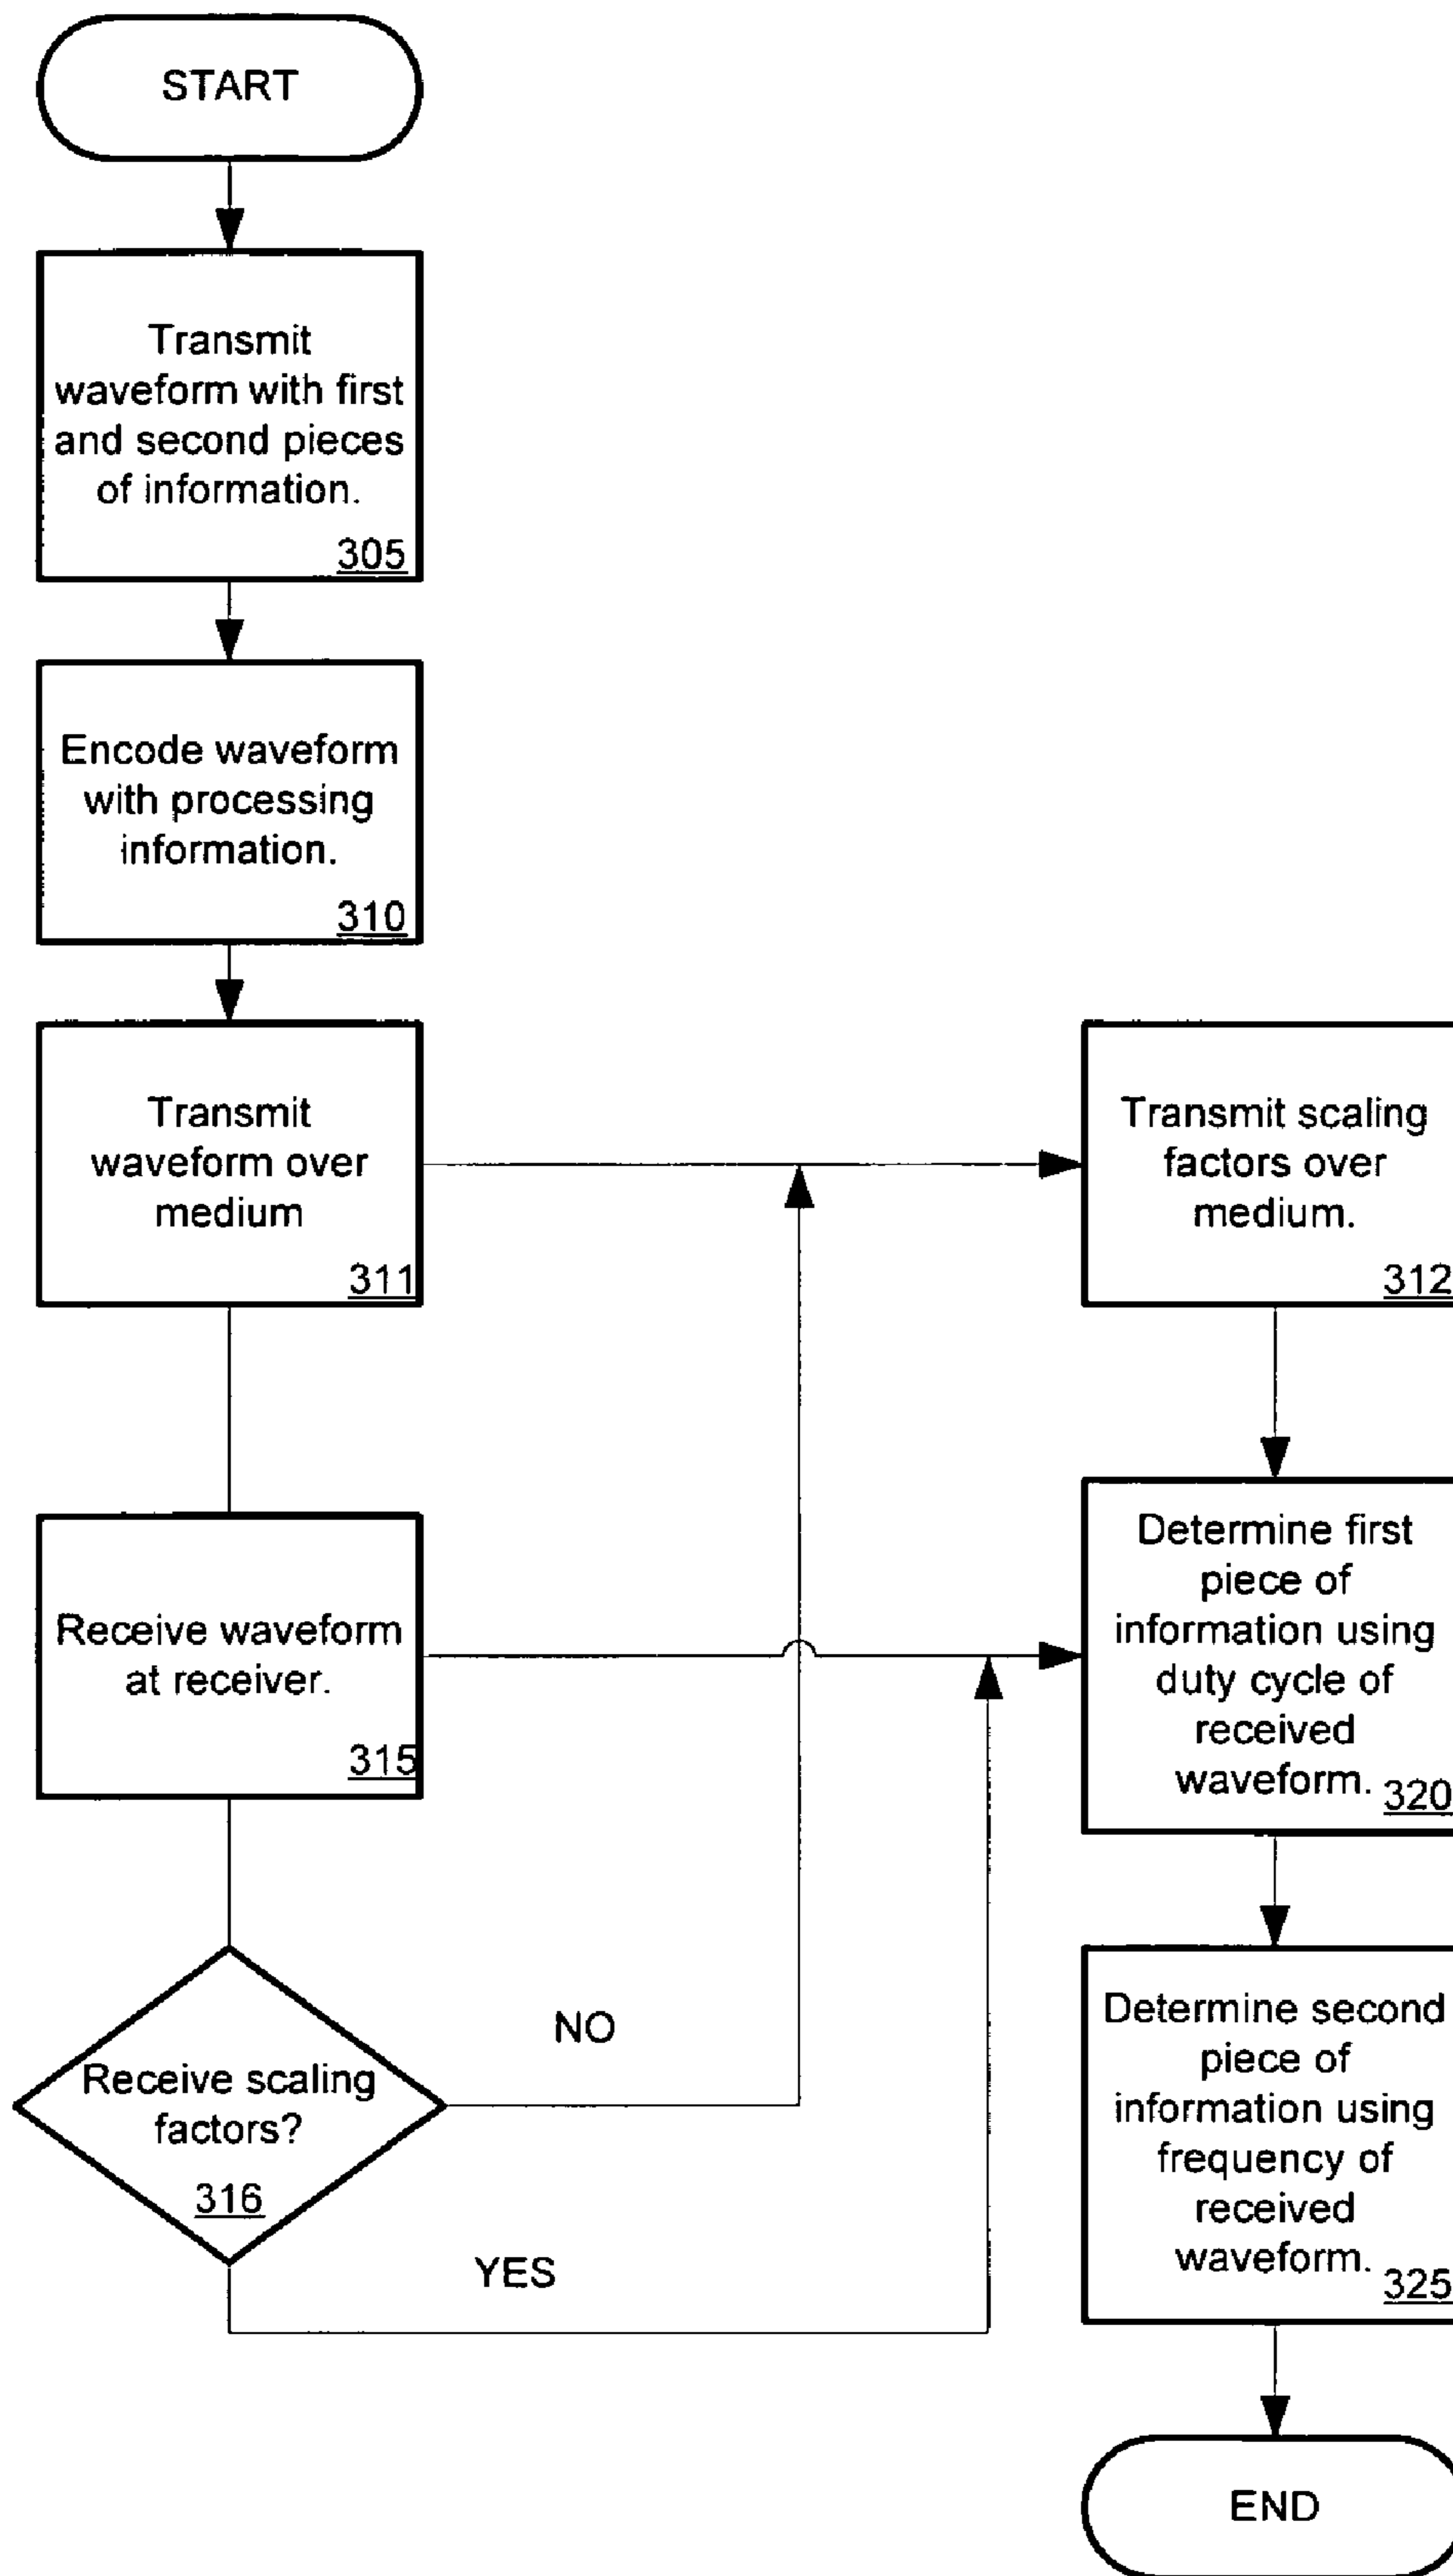 START
Transmit
waveform with first
and second pieces
of information.
305
Encode waveform
with processing
information.
310
Transmit
waveform over
medium
311
Transmit scaling
factors over
medium.
312
Receive waveform
at receiver.
315
Determine first
piece of
information using
duty cycle of
received
waveform. 320
Receive scaling
factors?
316
NO
YES
Determine second
piece of
information using
frequency of
received
waveform. 325
END